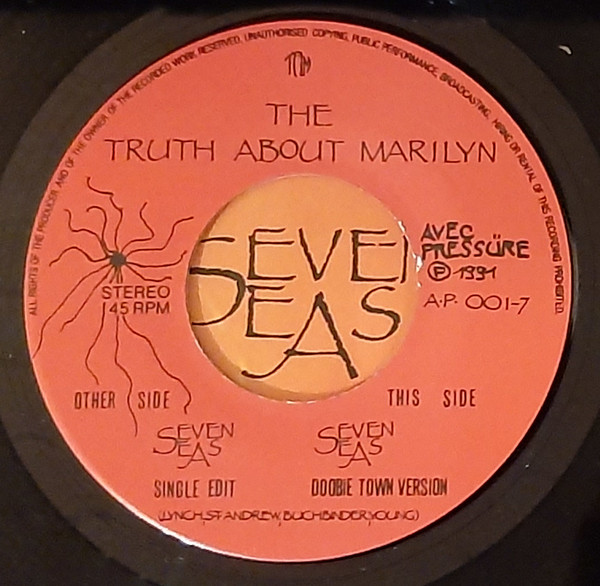 ALL RIGHTS OF THE PRODUCER AND OF THE OWNER OF THE RECORDED WORK RESERVED. UNAUTHORISED COPYING, PUBLIC PERFORMANCE, BROADCASTING, HIRING OR RENTAL OF THIS RECORDING PROHIBITED.
THE
TRUTH ABOUT MARILYN
SEVEN
SEAS
AVEC
PRESSÜRE
℗ 1991
A·P· 001-7
STEREO
45 RPM
OTHER SIDE
THIS SIDE
SEVEN
SEAS
SEVEN
SEAS
SINGLE EDIT
DOOBIE TOWN VERSION
(LYNCH, ST·ANDREW, BUCHBINDER, YOUNG)